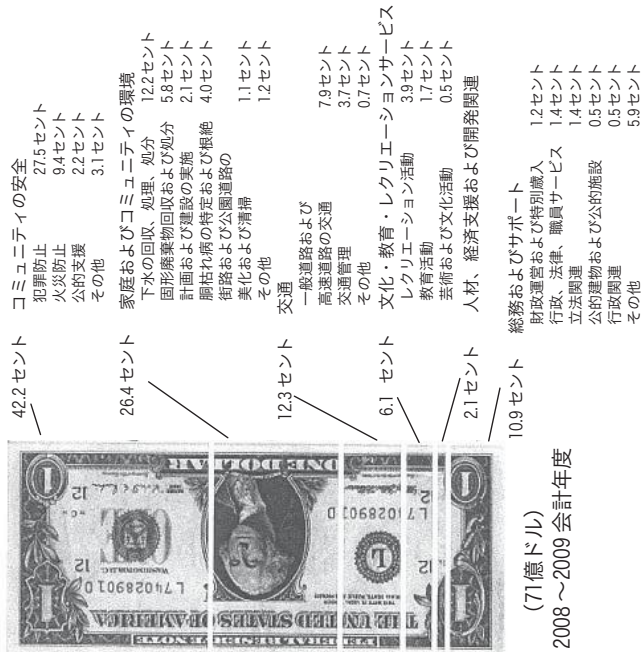 42.2 セント
コミュニティの安全
犯罪防止 27.5セント
火災防止 9.4セント
公的支援 2.2セント
その他 3.1セント
26.4 セント
家庭およびコミュニティの環境
下水の回収、処理、処分 12.2セント
固形廃棄物回収および処分 5.8セント
計画および建設の実施 2.1セント
胴枯れ病の特定および根絶 4.0セント
街路および公園道路の
美化および清掃 1.1セント
その他 1.2セント
12.3 セント
交通
一般道路および
高速道路の交通 7.9セント
交通管理 3.7セント
その他 0.7セント
6.1 セント
文化・教育・レクリエーションサービス
レクリエーション活動 3.9セント
教育活動 1.7セント
芸術および文化活動 0.5セント
2.1 セント
人材、経済支援および開発関連
10.9 セント
総務およびサポート
財政運営および特別歳入 1.2セント
行政、法律、職員サービス 1.4セント
立法関連 1.4セント
公的建物および公的施設 0.5セント
行政関連 0.5セント
その他 5.9セント
FEDERAL RESERVE NOTE
THE UNITED STATES OF AMERICA
L 74028901 D
12
WASHINGTON, D.C.
12
L
L 74028901 D
12
12
ONE DOLLAR
1
1
1
1
(71億ドル)
2008～2009 会計年度